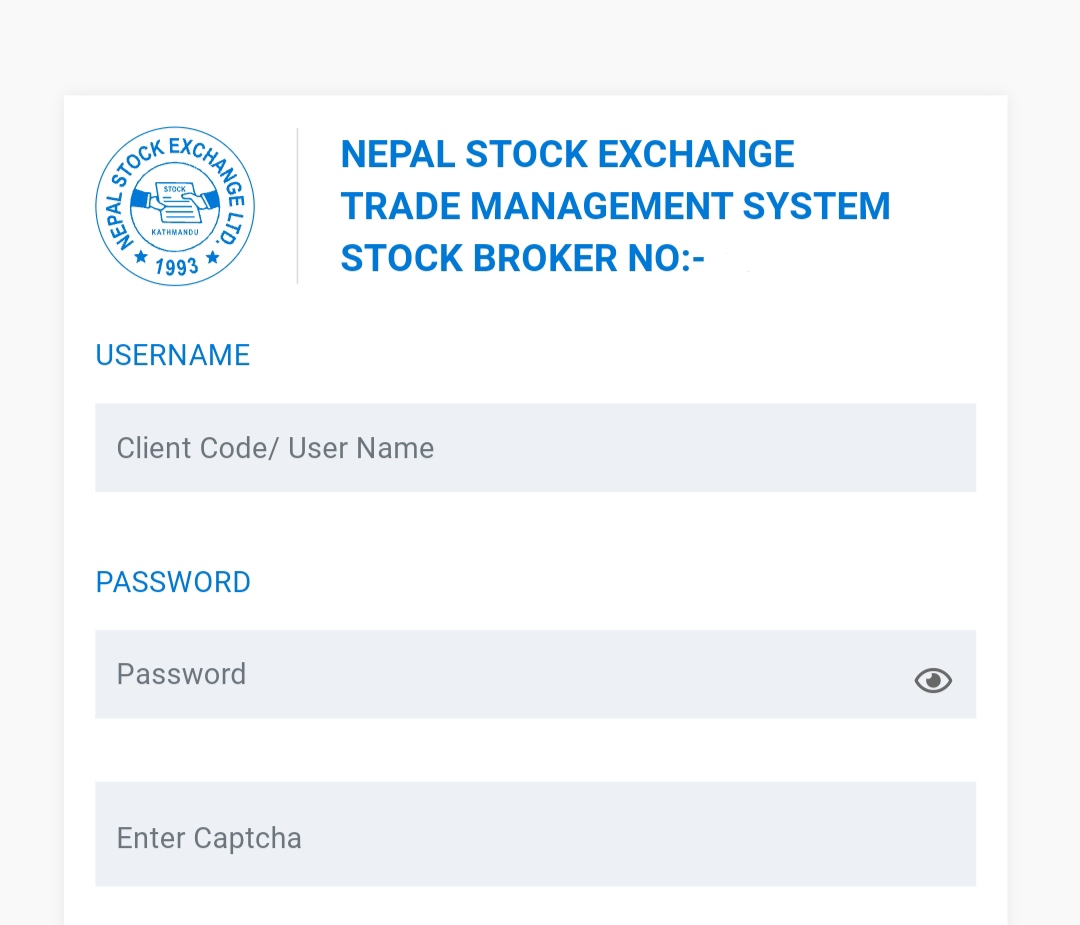 NEPAL STOCK EXCHANGE LTD.
STOCK
KATHMANDU
1993
NEPAL STOCK EXCHANGE
TRADE MANAGEMENT SYSTEM
STOCK BROKER NO:-
USERNAME
Client Code/ User Name
PASSWORD
Password
Enter Captcha